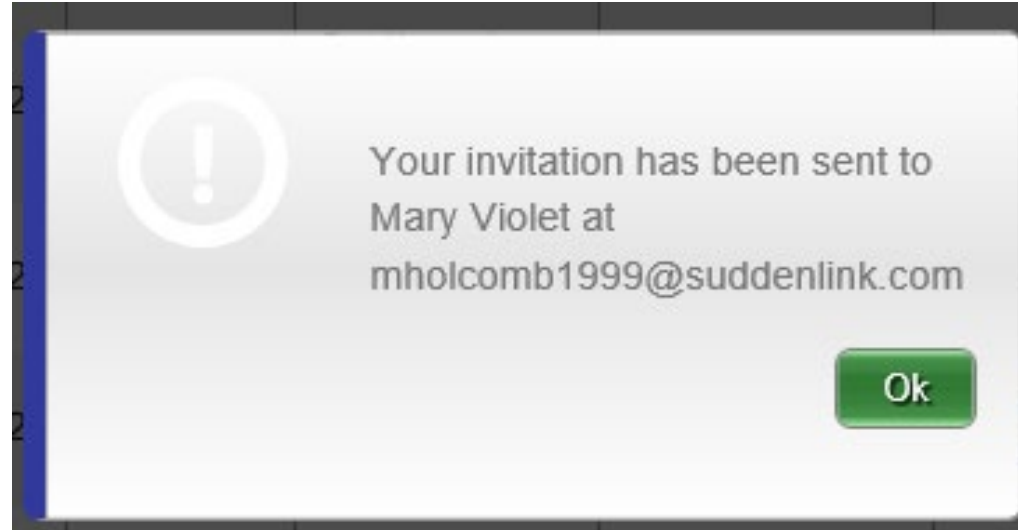 Your invitation has been sent to
Mary Violet at
mholcomb1999@suddenlink.com
Ok